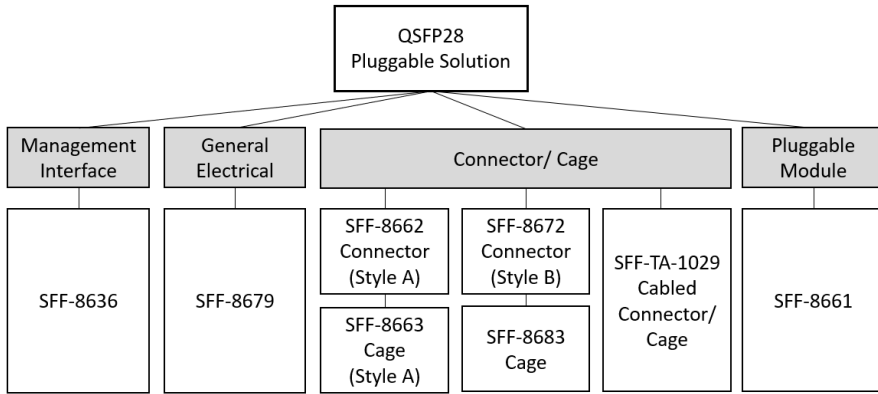 QSFP28
Pluggable Solution
Management
Interface
General
Electrical
Connector/ Cage
Pluggable
Module
SFF-8636
SFF-8679
SFF-8662
Connector
(Style A)
SFF-8663
Cage
(Style A)
SFF-8672
Connector
(Style B)
SFF-8683
Cage
SFF-TA-1029
Cabled
Connector/
Cage
SFF-8661